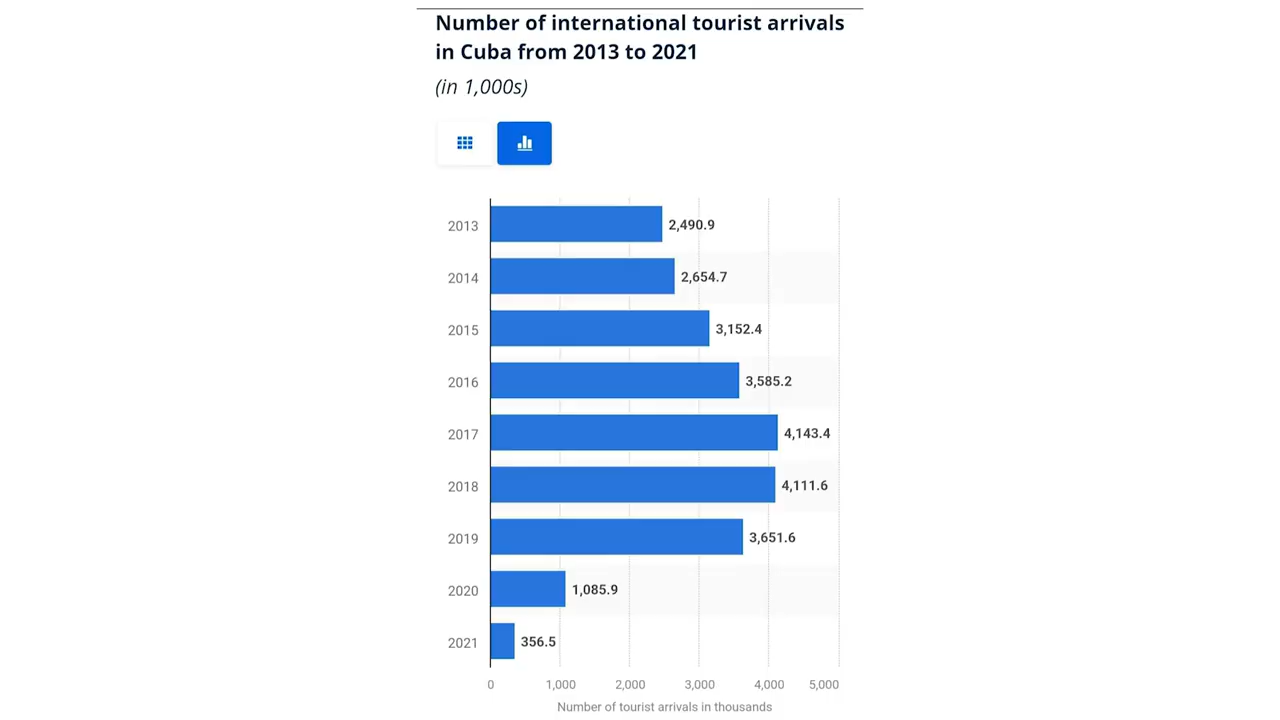 Number of international tourist arrivals
in Cuba from 2013 to 2021
(in 1,000s)
2013 2,490.9
2014 2,654.7
2015 3,152.4
2016 3,585.2
2017 4,143.4
2018 4,111.6
2019 3,651.6
2020 1,085.9
2021 356.5
0 1,000 2,000 3,000 4,000 5,000
Number of tourist arrivals in thousands